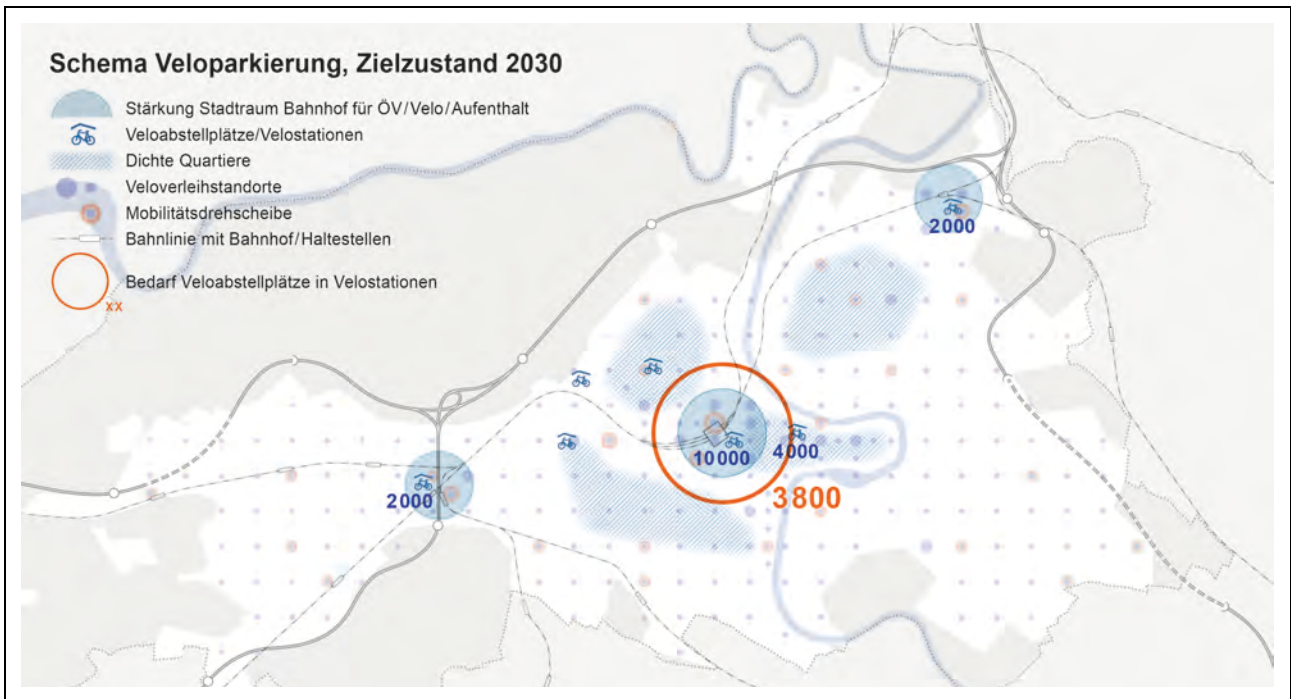 Schema Veloparkierung, Zielzustand 2030
Stärkung Stadtraum Bahnhof für ÖV/Velo/Aufenthalt
Veloabstellplätze/Velostationen
Dichte Quartiere
Veloverleihstandorte
Mobilitätsdrehscheibe
Bahnlinie mit Bahnhof/Haltestellen
Bedarf Veloabstellplätze in Velostationen
xx
2000
10000
4000
2000
3800